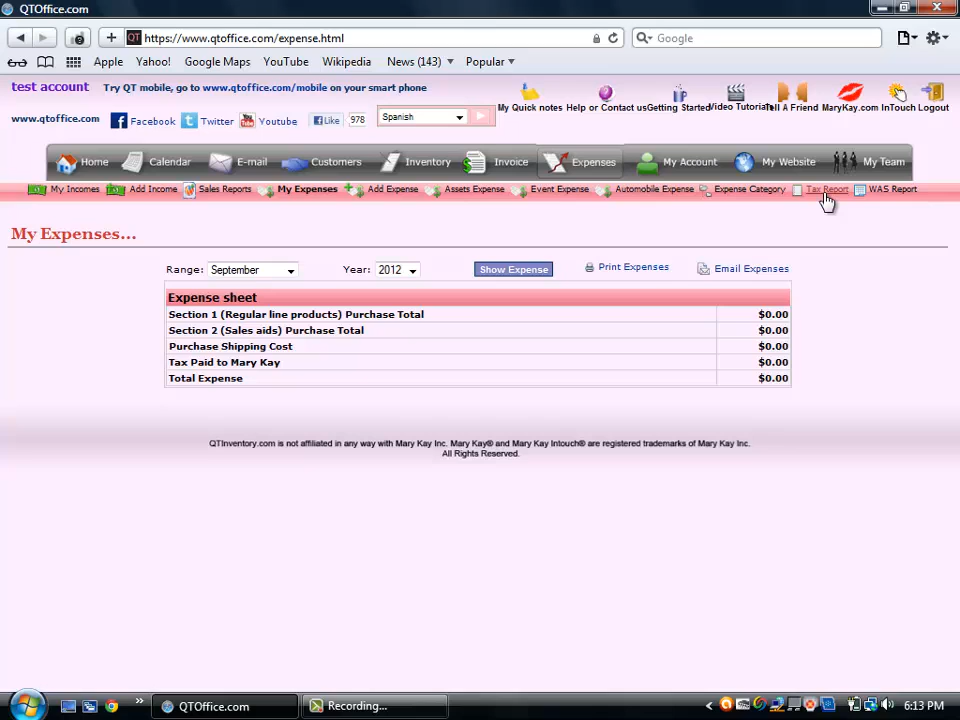 QTOffice.com
QT https://www.qtoffice.com/expense.html Google
Apple Yahoo! Google Maps YouTube Wikipedia News (143) Popular
test account Try QT mobile, go to www.qtoffice.com/mobile on your smart phone
My Quick notes Help or Contact us Getting Started Video Tutorial Tell A Friend MaryKay.com InTouch Logout
www.qtoffice.com Facebook Twitter Youtube Like 978 Spanish
Home Calendar E-mail Customers Inventory Invoice Expenses My Account My Website My Team
My Incomes Add Income Sales Reports My Expenses Add Expense Assets Expense Event Expense Automobile Expense Expense Category Tax Report WAS Report
My Expenses...
Range: September Year: 2012 Show Expense Print Expenses Email Expenses
Expense sheet
Section 1 (Regular line products) Purchase Total $0.00
Section 2 (Sales aids) Purchase Total $0.00
Purchase Shipping Cost $0.00
Tax Paid to Mary Kay $0.00
Total Expense $0.00
QTInventory.com is not affiliated in any way with Mary Kay Inc. Mary Kay® and Mary Kay Intouch® are registered trademarks of Mary Kay Inc.
All Rights Reserved.
QTOffice.com Recording... 6:13 PM